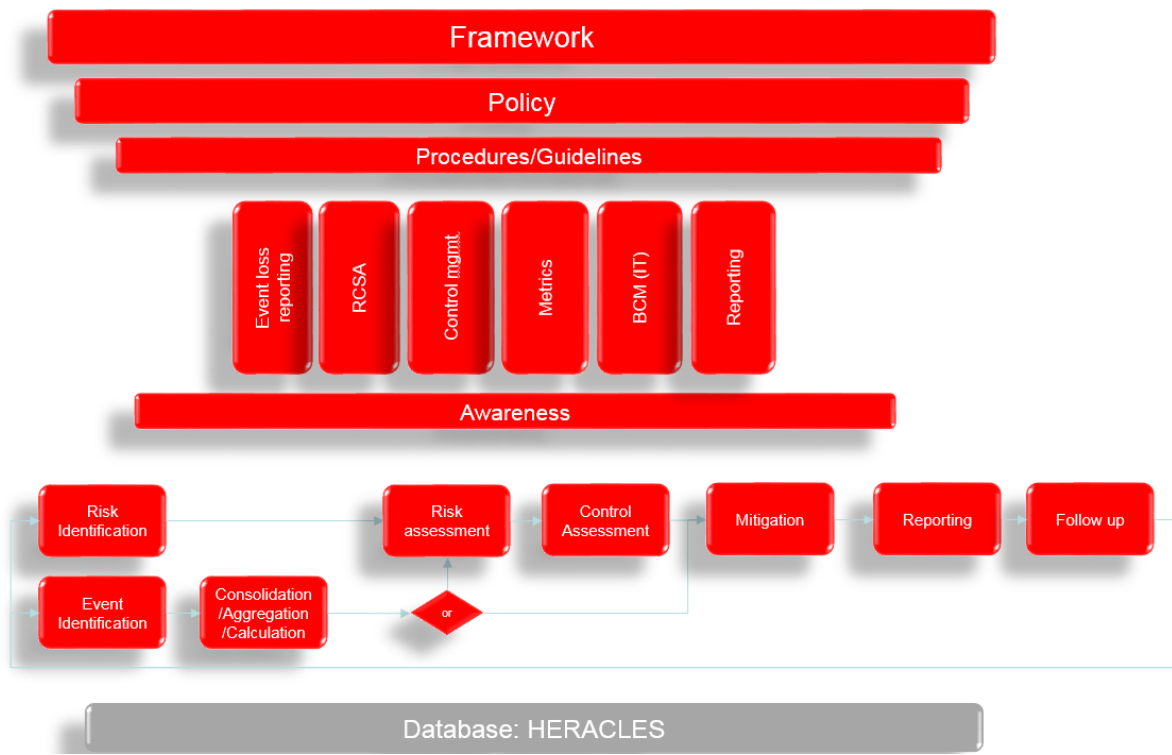 Framework
Policy
Procedures/Guidelines
Event loss
reporting
RCSA
Control mgmt.
Metrics
BCM (IT)
Reporting
Awareness
Risk
Identification
Risk
assessment
Control
Assessment
Mitigation
Reporting
Follow up
Event
Identification
Consolidation
/Aggregation
/Calculation
or
Database: HERACLES